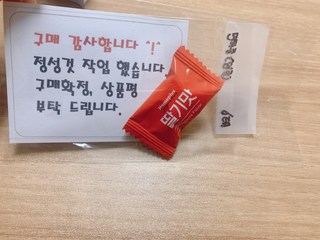 구매 감사합니다 "!"
정성껏 작업 했습니다.
구매확정, 상품평
부탁 드립니다.
딸기맛